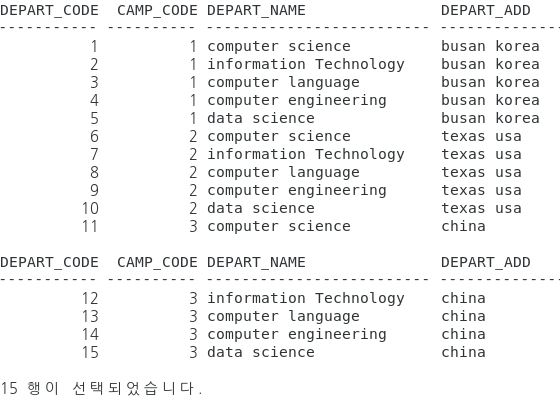 DEPART_CODE  CAMP_CODE DEPART_NAME               DEPART_ADD
----------- ---------- ------------------------- --------------
          1          1 computer science          busan korea
          2          1 information Technology    busan korea
          3          1 computer language         busan korea
          4          1 computer engineering      busan korea
          5          1 data science              busan korea
          6          2 computer science          texas usa
          7          2 information Technology    texas usa
          8          2 computer language         texas usa
          9          2 computer engineering      texas usa
         10          2 data science              texas usa
         11          3 computer science          china
DEPART_CODE  CAMP_CODE DEPART_NAME               DEPART_ADD
----------- ---------- ------------------------- --------------
         12          3 information Technology    china
         13          3 computer language         china
         14          3 computer engineering      china
         15          3 data science              china
15 행이 선택되었습니다.